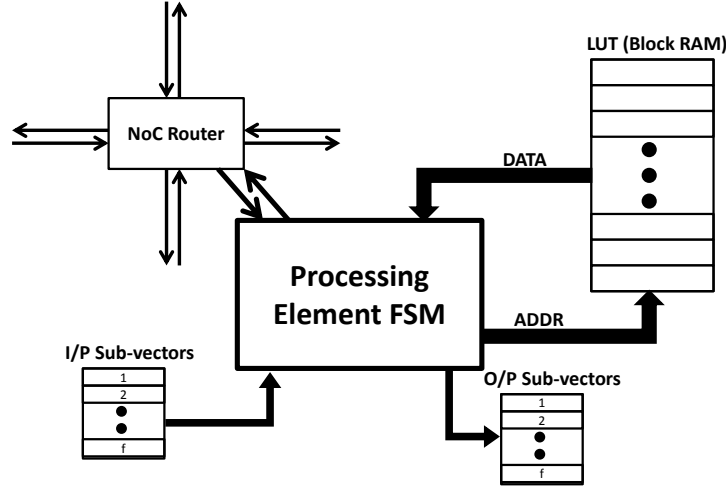 LUT (Block RAM)
NoC Router
DATA
Processing
Element FSM
ADDR
I/P Sub-vectors
1
2
f
O/P Sub-vectors
1
2
f